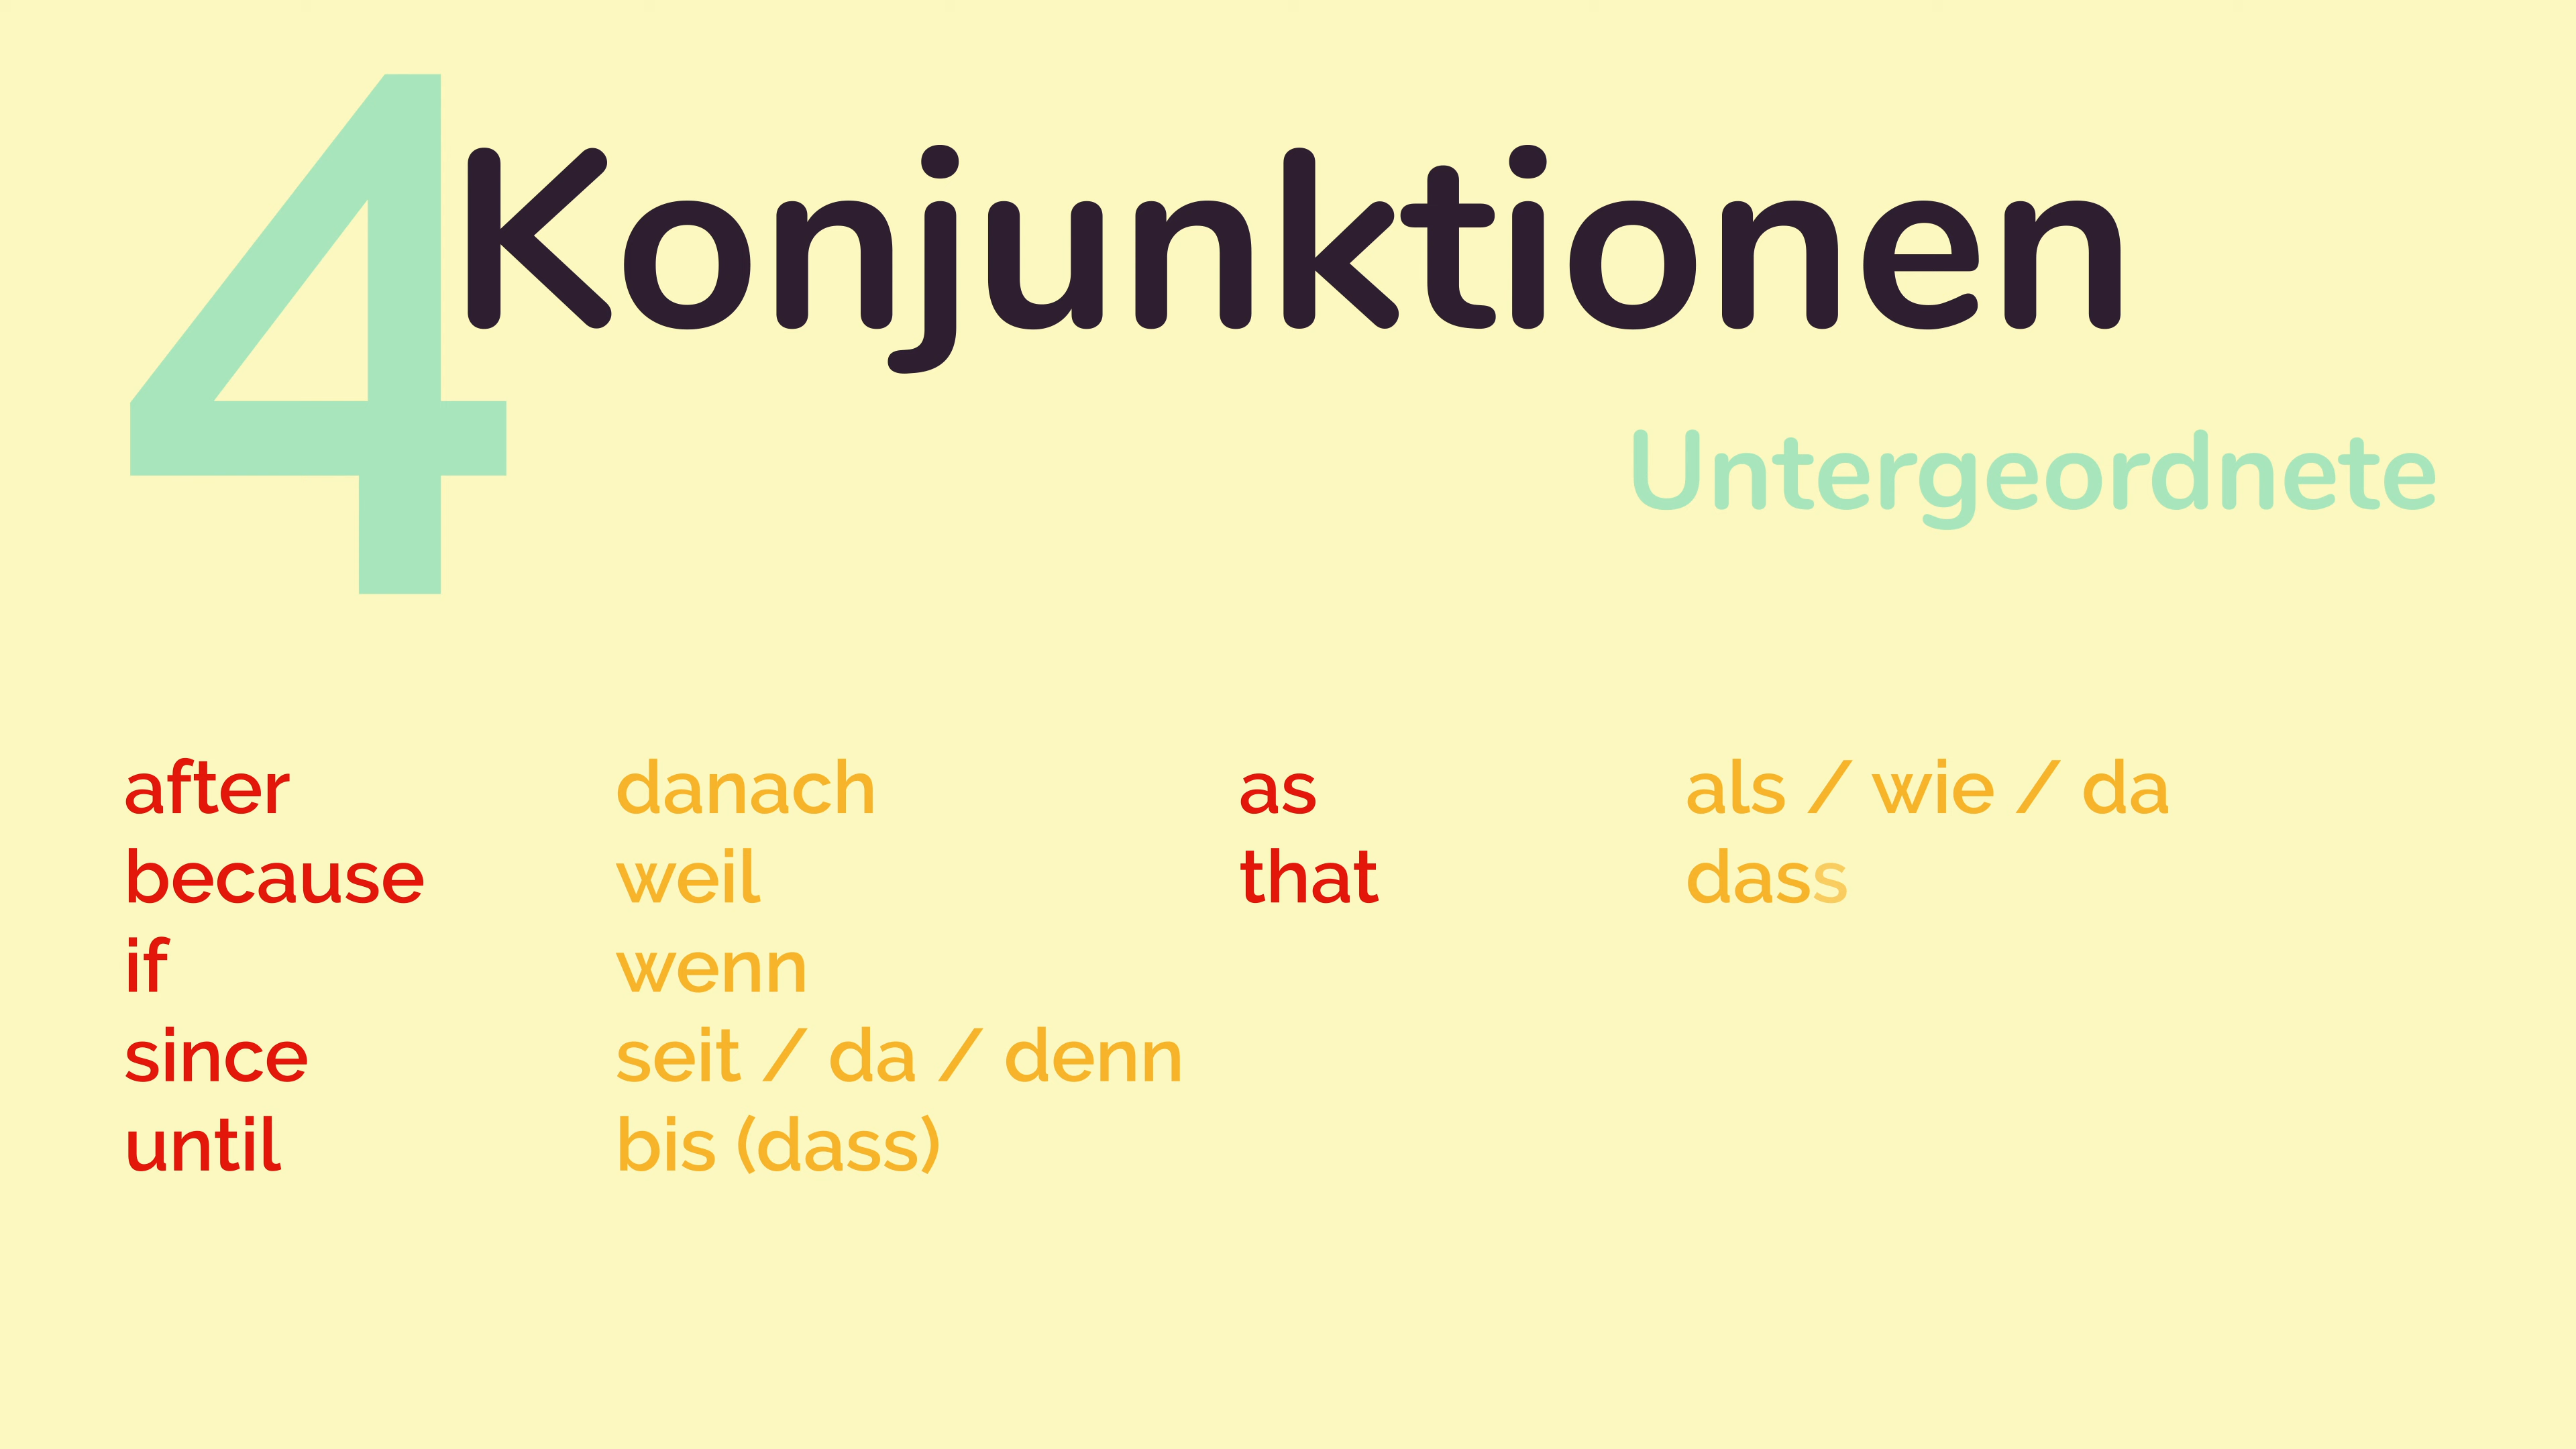 4 Konjunktionen
Untergeordnete
after danach as als / wie / da
because weil that dass
if wenn
since seit / da / denn
until bis (dass)